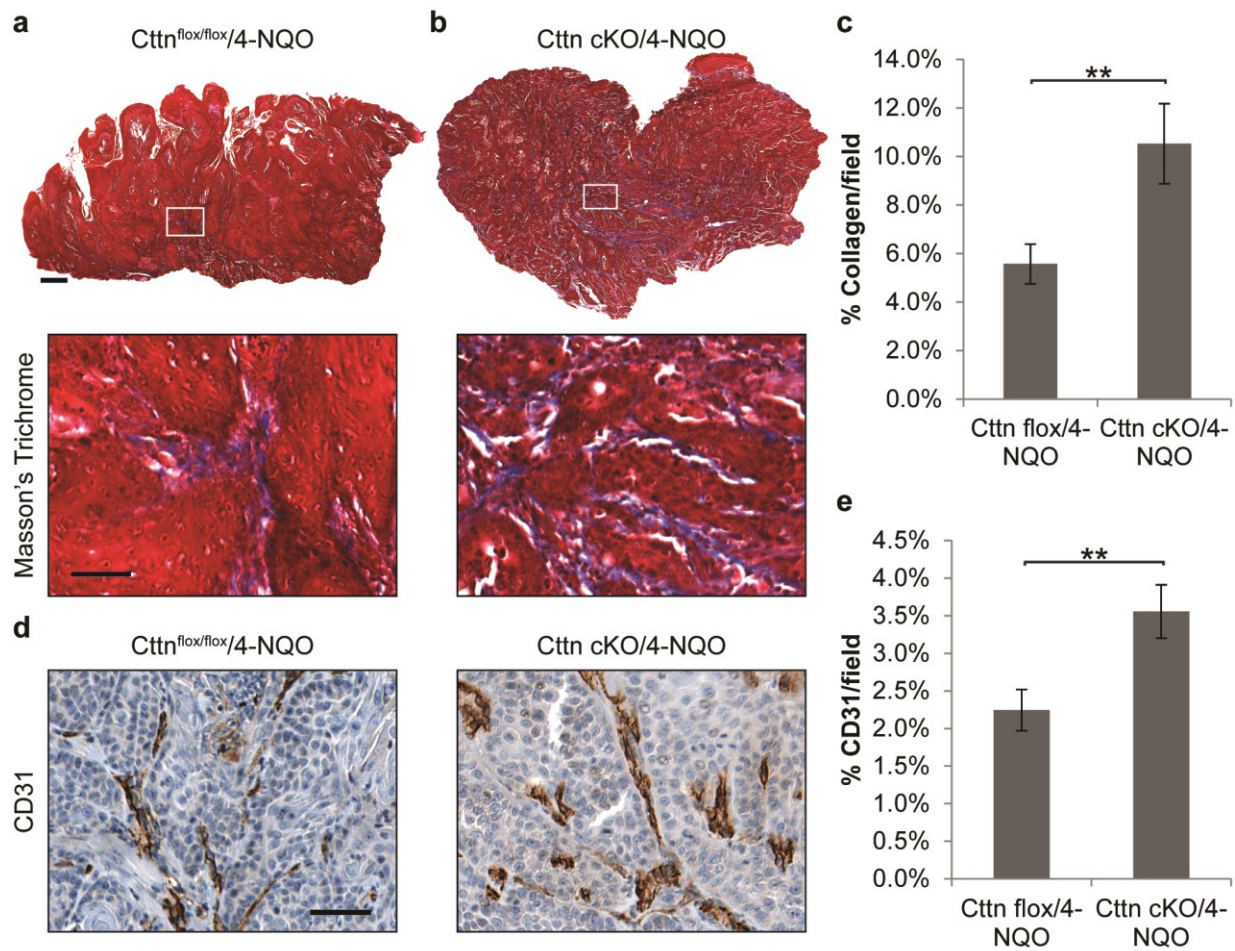 a
Cttnflox/flox/4-NQO
b
Cttn cKO/4-NQO
Masson's Trichrome
c
**
% Collagen/field
14.0%
12.0%
10.0%
8.0%
6.0%
4.0%
2.0%
0.0%
Cttn flox/4-
NQO
Cttn cKO/4-
NQO
d
Cttnflox/flox/4-NQO
Cttn cKO/4-NQO
CD31
e
**
% CD31/field
4.5%
4.0%
3.5%
3.0%
2.5%
2.0%
1.5%
1.0%
0.5%
0.0%
Cttn flox/4-
NQO
Cttn cKO/4-
NQO